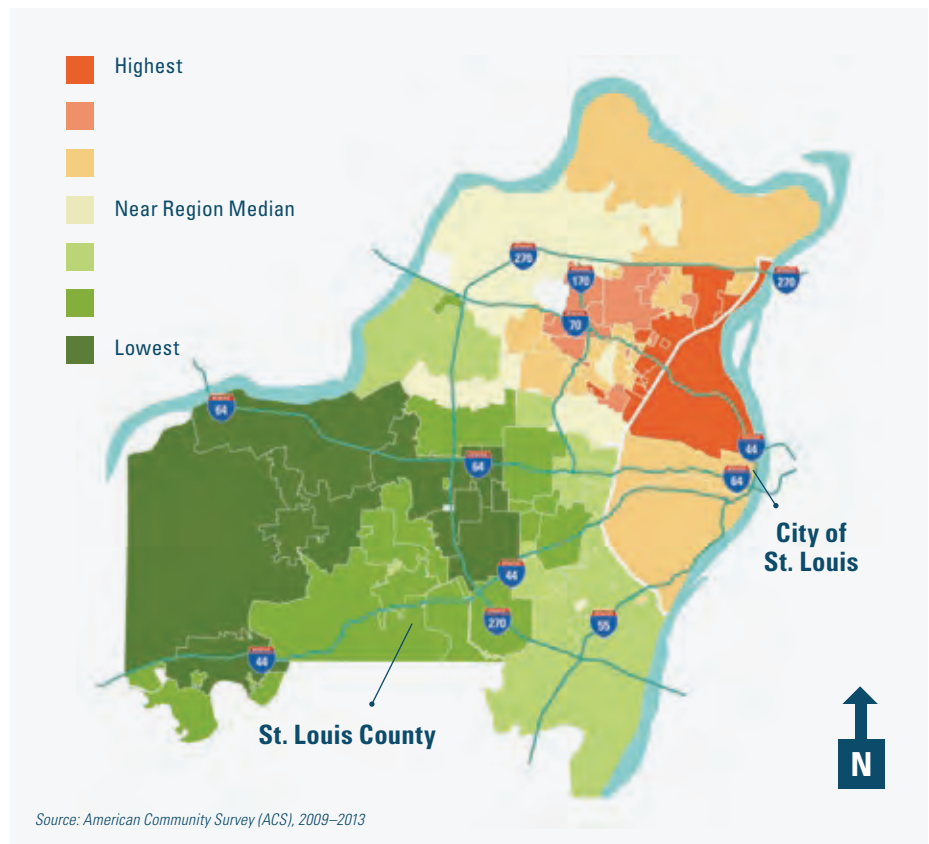 Highest
Near Region Median
Lowest
270
170
270
70
64
44
64
64
City of
St. Louis
44
270
55
44
St. Louis County
N
Source: American Community Survey (ACS), 2009–2013